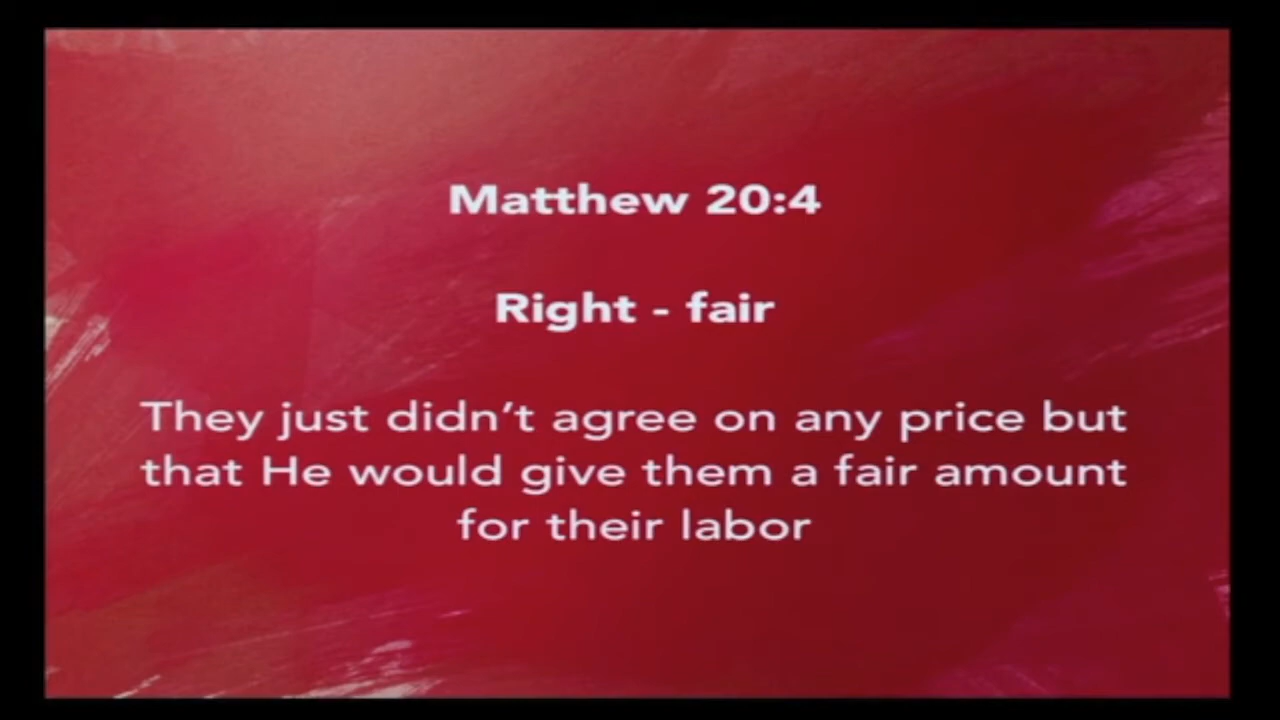 Matthew 20:4
Right - fair
They just didn't agree on any price but
that He would give them a fair amount
for their labor